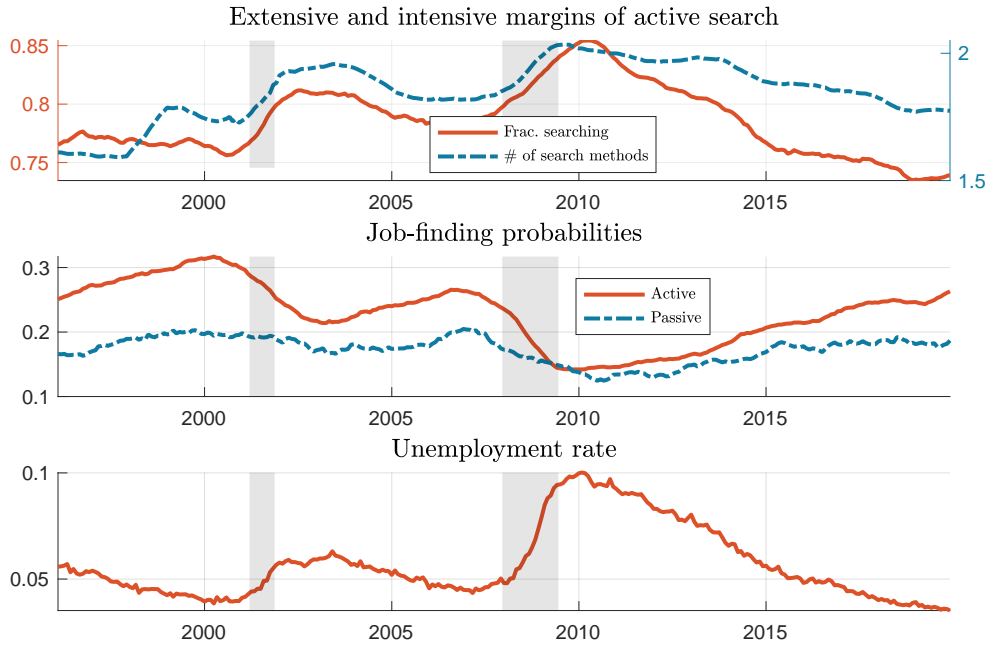 Extensive and intensive margins of active search
0.85
0.8
0.75
2
1.5
Frac. searching
# of search methods
2000 2005 2010 2015
Job-finding probabilities
0.3
0.2
0.1
Active
Passive
2000 2005 2010 2015
Unemployment rate
0.1
0.05
2000 2005 2010 2015